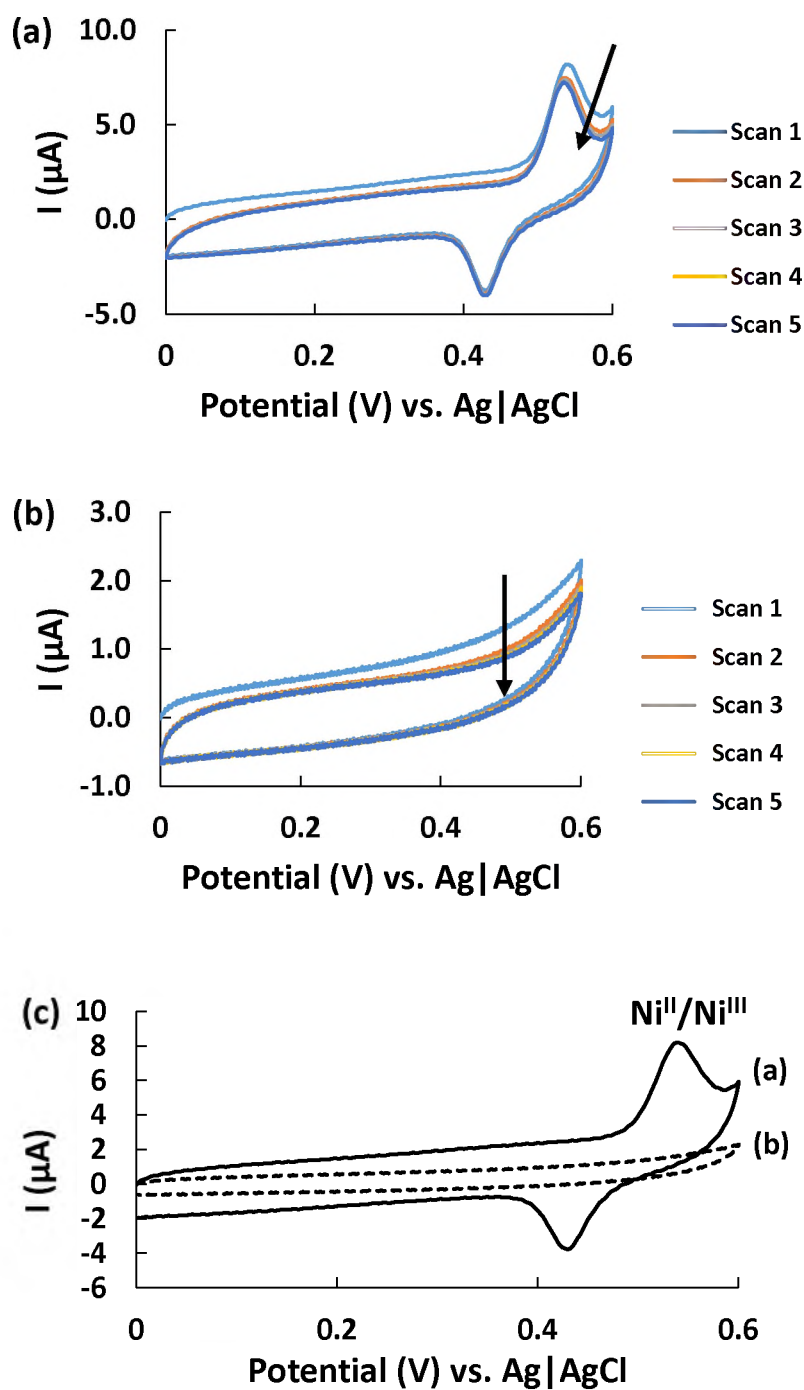 (a)
10.0
5.0
0.0
-5.0
I (µA)
0
0.2
0.4
0.6
Potential (V) vs. Ag|AgCl
Scan 1
Scan 2
Scan 3
Scan 4
Scan 5
(b)
3.0
2.0
1.0
0.0
-1.0
I (µA)
0
0.2
0.4
0.6
Potential (V) vs. Ag|AgCl
Scan 1
Scan 2
Scan 3
Scan 4
Scan 5
(c)
10
8
6
4
2
0
-2
-4
-6
I (µA)
Niᴵᴵ/Niᴵᴵᴵ
(a)
(b)
0
0.2
0.4
0.6
Potential (V) vs. Ag|AgCl